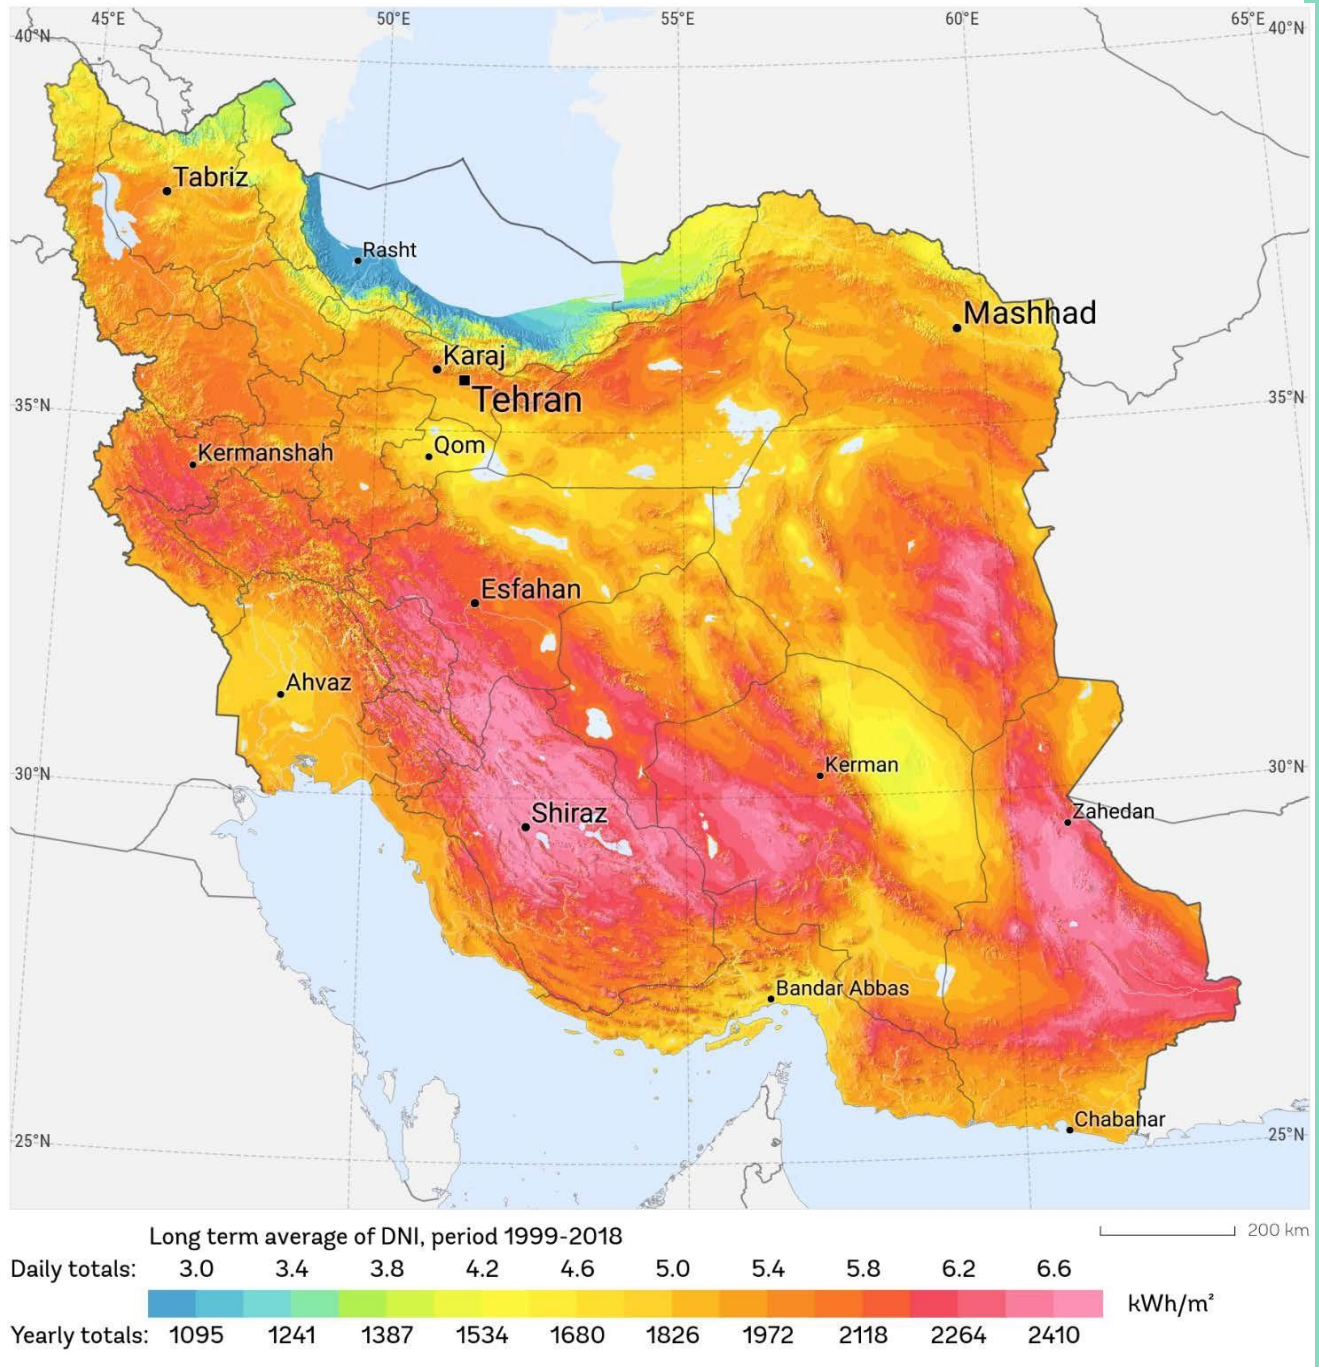 45°E 50°E 55°E 60°E 65°E
40°N 40°N
Tabriz
Rasht
Mashhad
Karaj
Tehran
35°N 35°N
Qom
Kermanshah
Esfahan
Ahvaz
Kerman
30°N 30°N
Shiraz
Zahedan
Bandar Abbas
Chabahar
25°N 25°N
Long term average of DNI, period 1999-2018
200 km
Daily totals: 3.0 3.4 3.8 4.2 4.6 5.0 5.4 5.8 6.2 6.6
kWh/m²
Yearly totals: 1095 1241 1387 1534 1680 1826 1972 2118 2264 2410